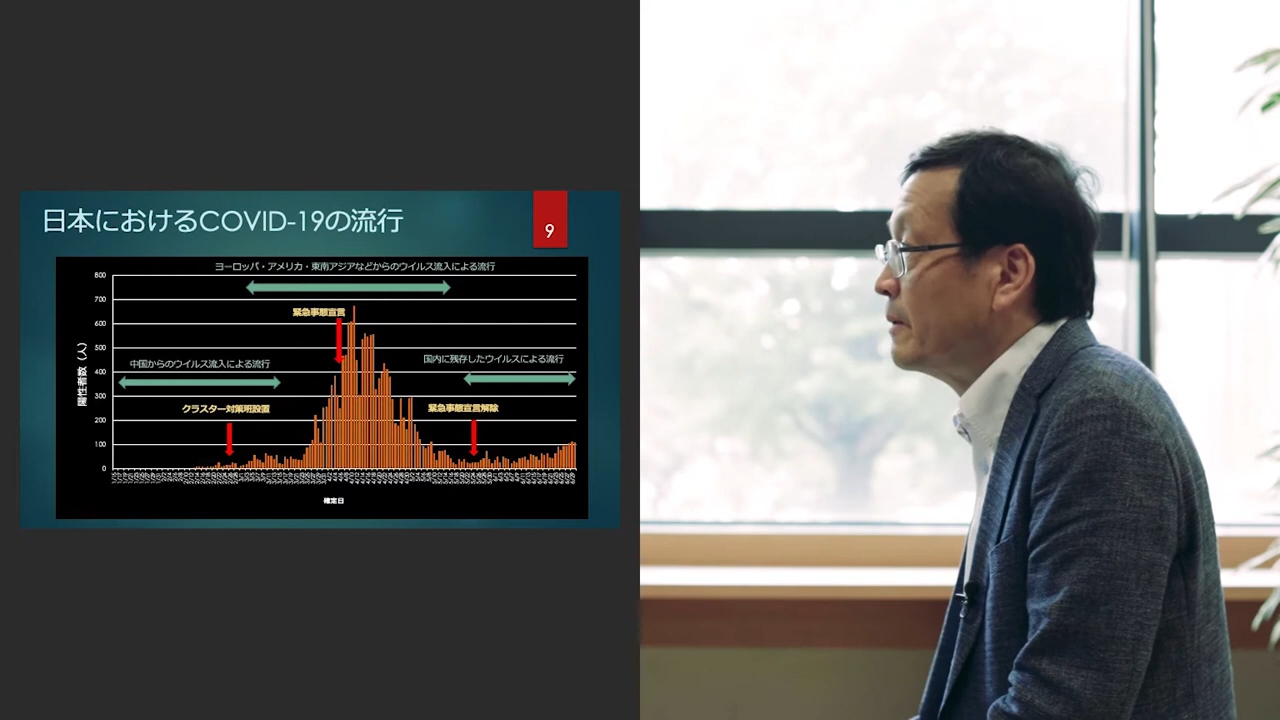 日本におけるCOVID-19の流行
9
ヨーロッパ・アメリカ・東南アジアなどからのウイルス流入による流行
緊急事態宣言
中国からのウイルス流入による流行
国内に残存したウイルスによる流行
クラスター対策班設置
緊急事態宣言解除
陽性者数（人）
800
700
600
500
400
300
200
100
0
確定日